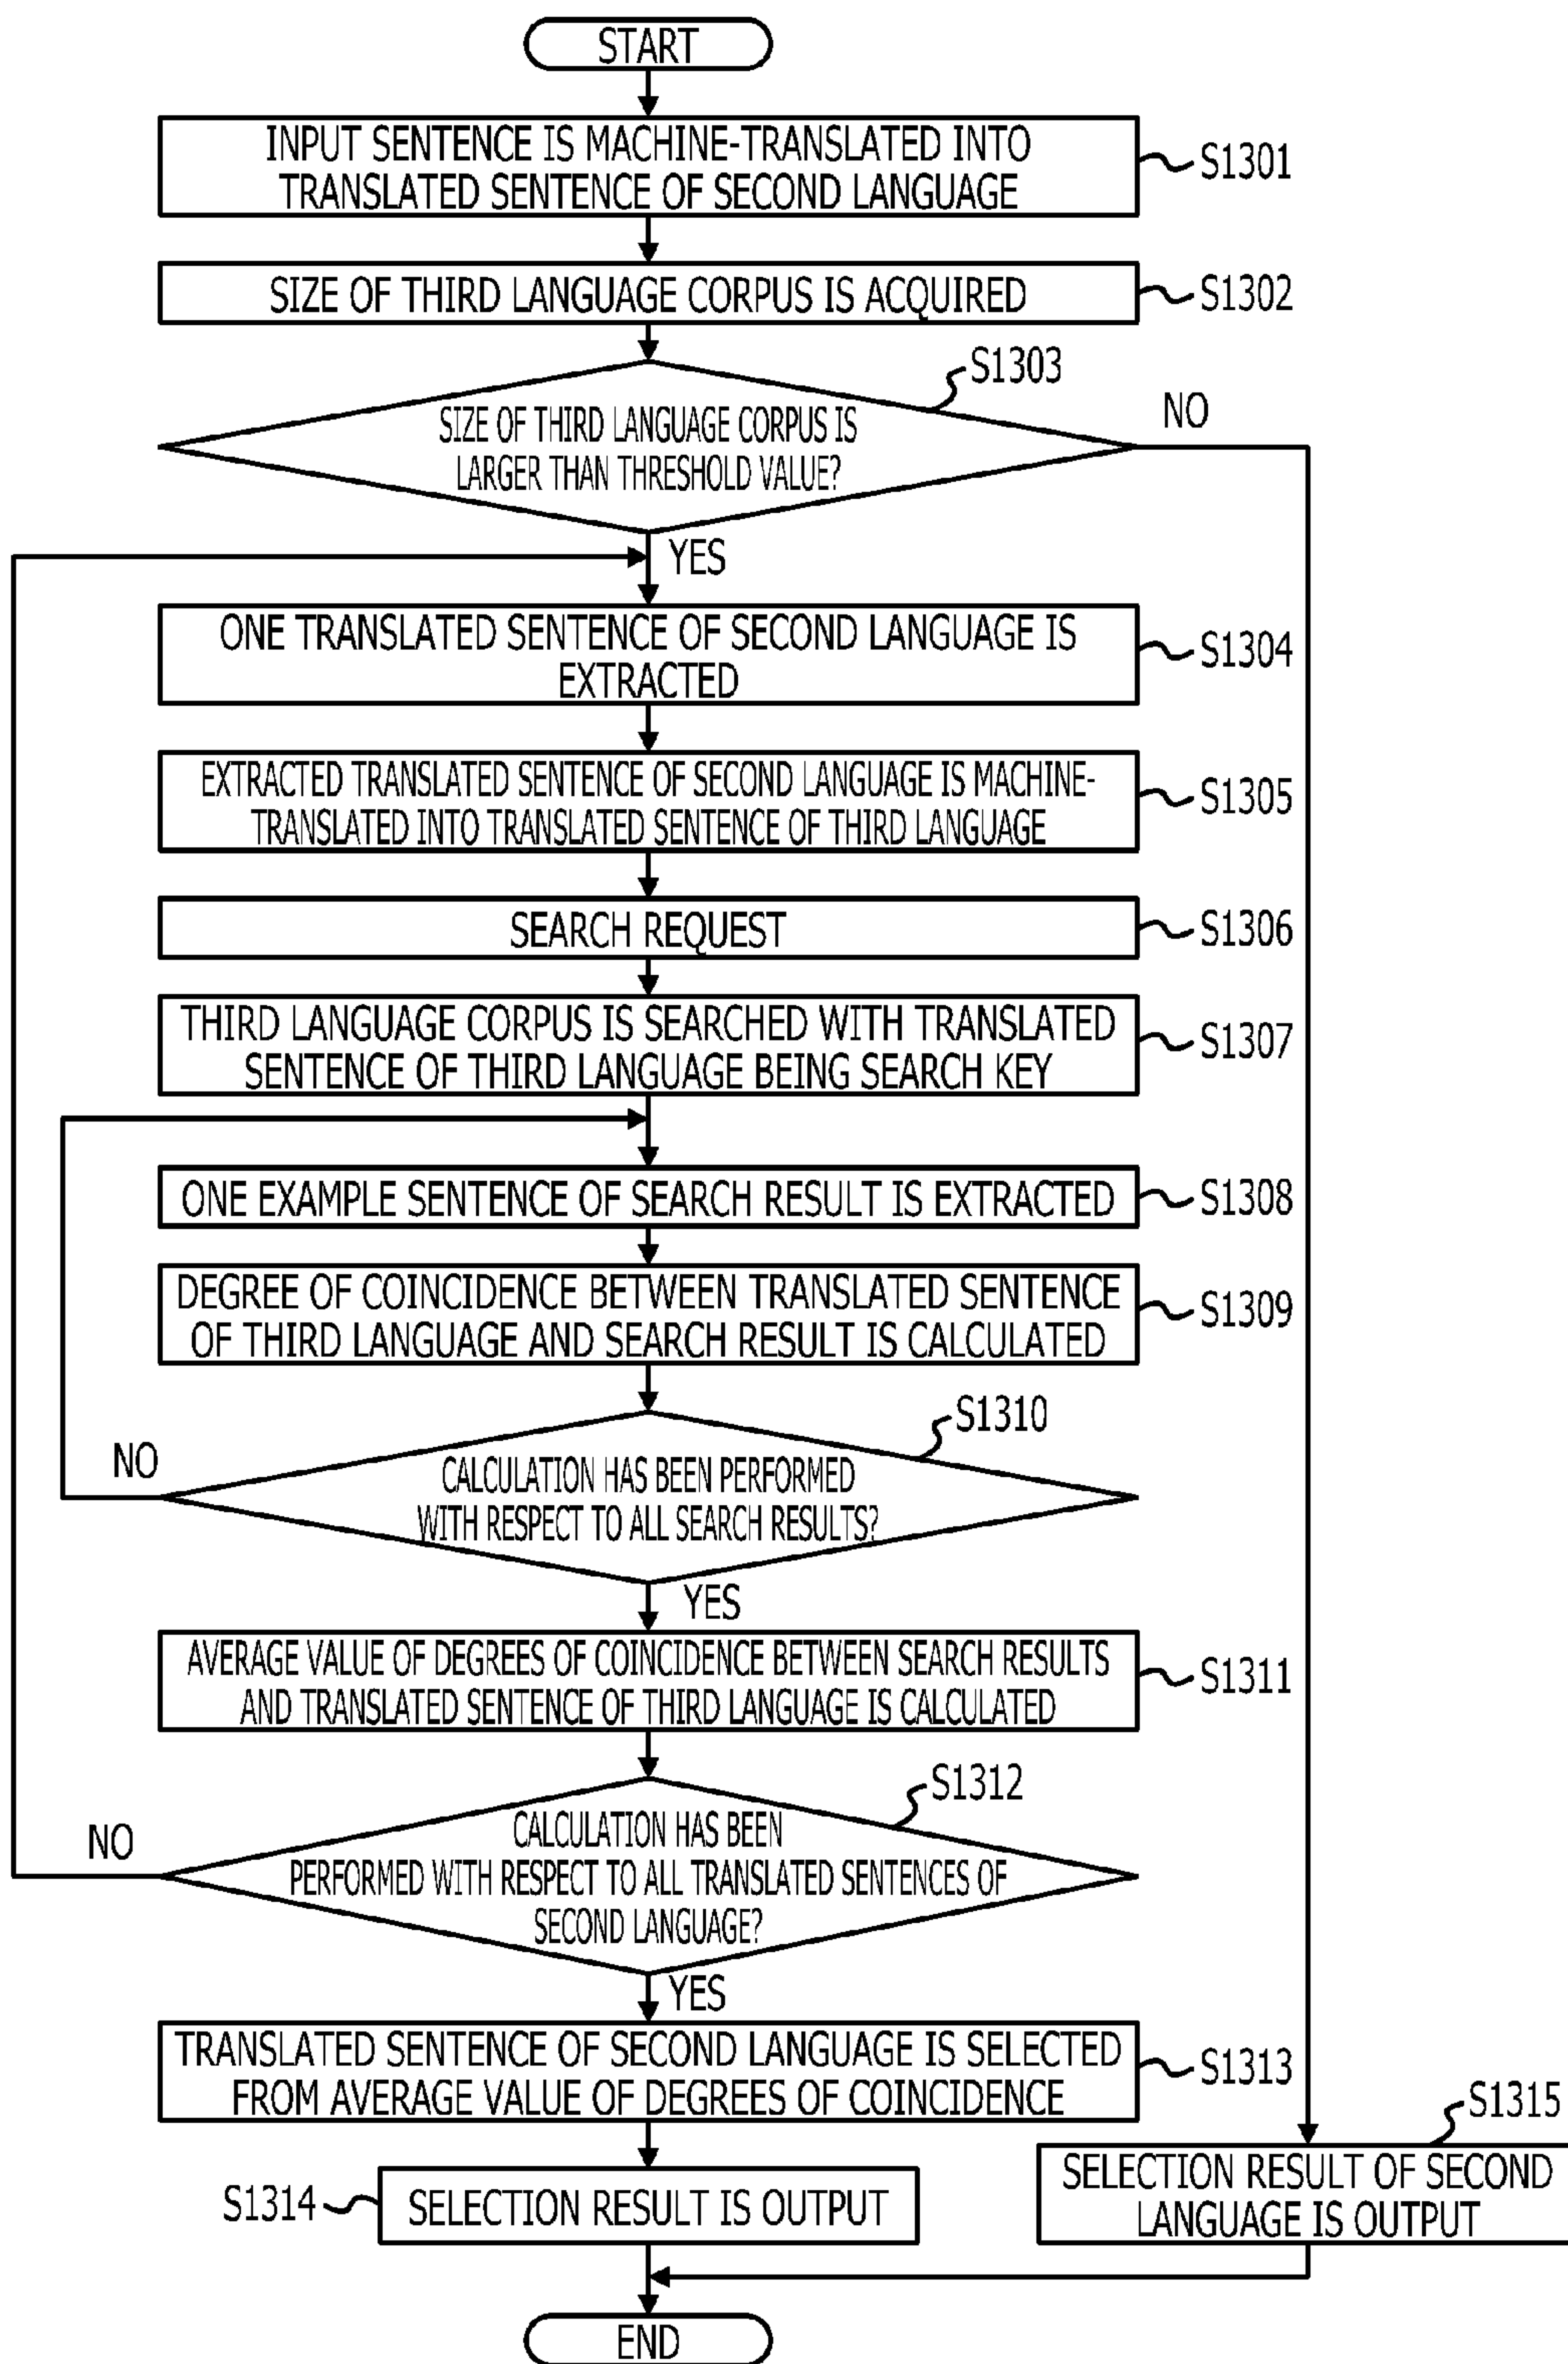 START
INPUT SENTENCE IS MACHINE-TRANSLATED INTO
TRANSLATED SENTENCE OF SECOND LANGUAGE
S1301
SIZE OF THIRD LANGUAGE CORPUS IS ACQUIRED
S1302
S1303
SIZE OF THIRD LANGUAGE CORPUS IS
LARGER THAN THRESHOLD VALUE?
NO
YES
ONE TRANSLATED SENTENCE OF SECOND LANGUAGE IS
EXTRACTED
S1304
EXTRACTED TRANSLATED SENTENCE OF SECOND LANGUAGE IS MACHINE-
TRANSLATED INTO TRANSLATED SENTENCE OF THIRD LANGUAGE
S1305
SEARCH REQUEST
S1306
THIRD LANGUAGE CORPUS IS SEARCHED WITH TRANSLATED
SENTENCE OF THIRD LANGUAGE BEING SEARCH KEY
S1307
ONE EXAMPLE SENTENCE OF SEARCH RESULT IS EXTRACTED
S1308
DEGREE OF COINCIDENCE BETWEEN TRANSLATED SENTENCE
OF THIRD LANGUAGE AND SEARCH RESULT IS CALCULATED
S1309
S1310
NO
CALCULATION HAS BEEN PERFORMED
WITH RESPECT TO ALL SEARCH RESULTS?
YES
AVERAGE VALUE OF DEGREES OF COINCIDENCE BETWEEN SEARCH RESULTS
AND TRANSLATED SENTENCE OF THIRD LANGUAGE IS CALCULATED
S1311
S1312
NO
CALCULATION HAS BEEN
PERFORMED WITH RESPECT TO ALL TRANSLATED SENTENCES OF
SECOND LANGUAGE?
YES
TRANSLATED SENTENCE OF SECOND LANGUAGE IS SELECTED
FROM AVERAGE VALUE OF DEGREES OF COINCIDENCE
S1313
S1315
S1314
SELECTION RESULT IS OUTPUT
SELECTION RESULT OF SECOND
LANGUAGE IS OUTPUT
END